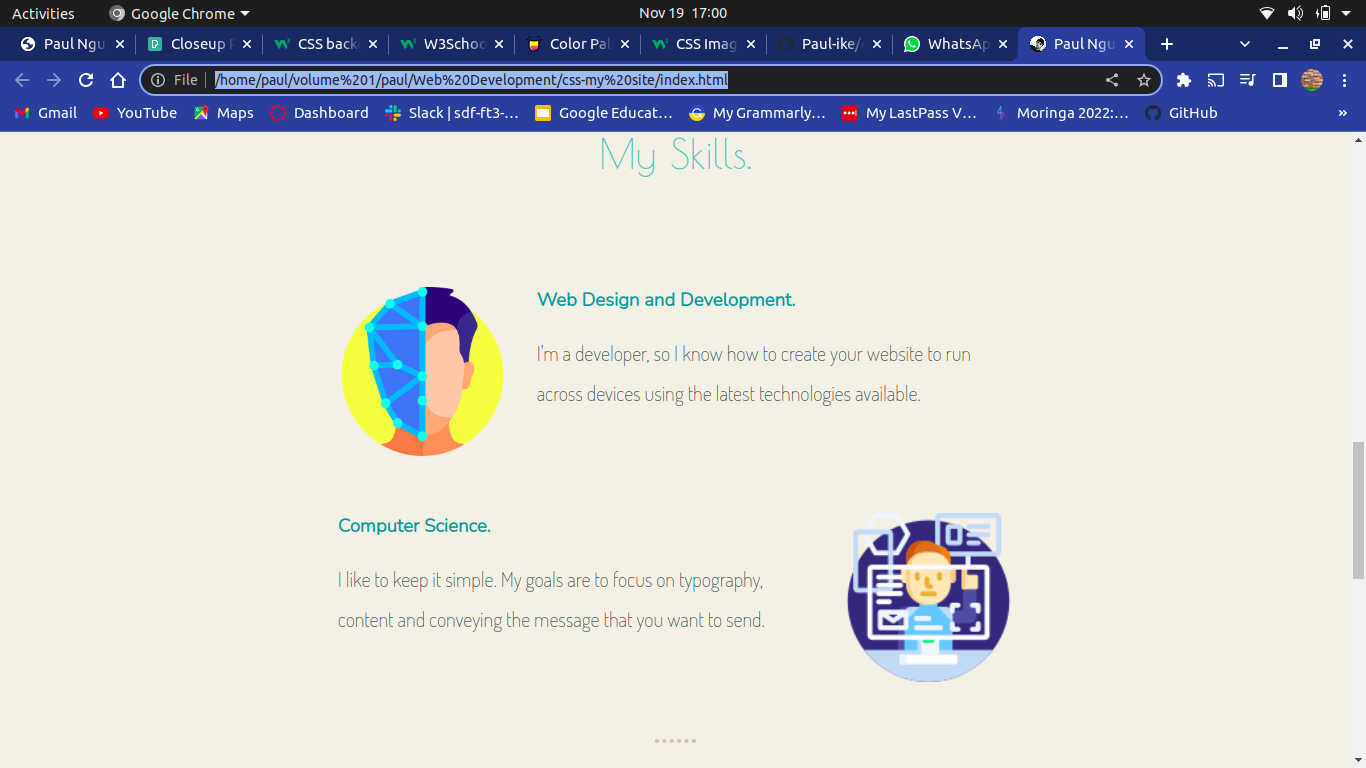 Activities Google Chrome Nov 19 17:00
Paul Ngu Closeup CSS back W3Schoo Color Pal CSS Imag Paul-ike/ WhatsAp Paul Ngu
File /home/paul/volume%201/paul/Web%20Development/css-my%20site/index.html
Gmail YouTube Maps Dashboard Slack | sdf-ft3-... Google Educat... My Grammarly... My LastPass V... Moringa 2022:... GitHub »
My Skills.
Web Design and Development.
I'm a developer, so I know how to create your website to run
across devices using the latest technologies available.
Computer Science.
I like to keep it simple. My goals are to focus on typography,
content and conveying the message that you want to send.